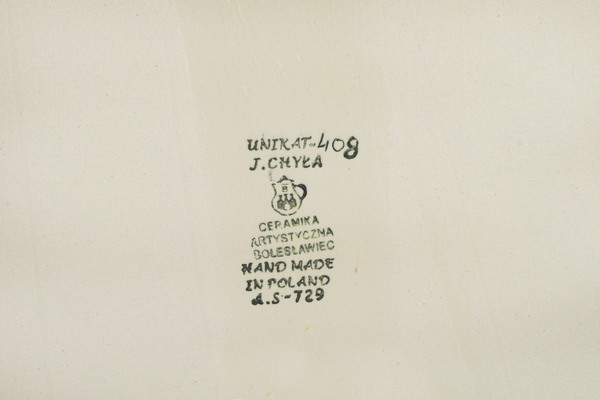 UNIKAT-408
J. CHYŁA
CERAMIKA
ARTYSTYCZNA
BOLESŁAWIEC
HAND MADE
IN POLAND
A.S-729